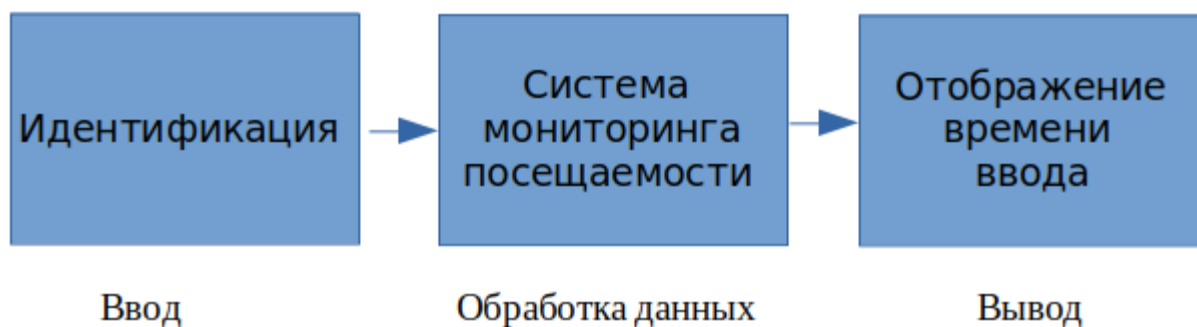 Идентификация
Система
мониторинга
посещаемости
Отображение
времени
ввода
Ввод
Обработка данных
Вывод